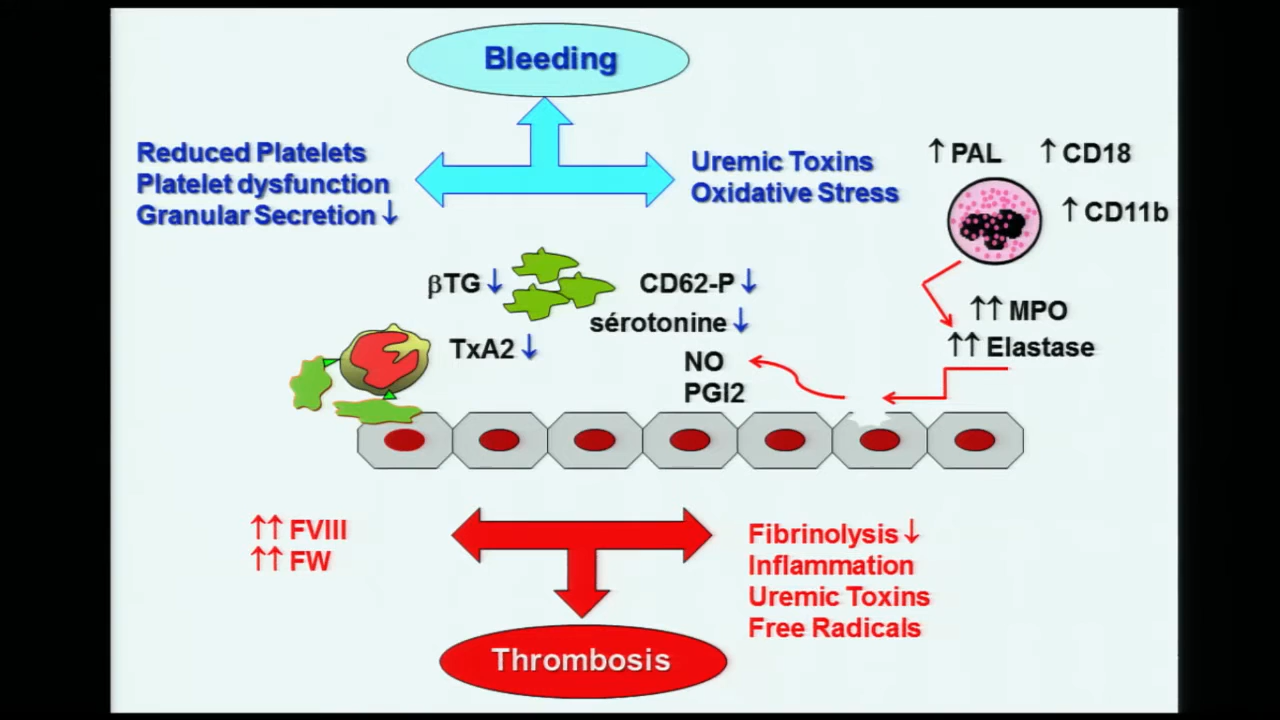 Bleeding
Reduced Platelets
Platelet dysfunction
Granular Secretion ↓
Uremic Toxins
Oxidative Stress
↑ PAL
↑ CD18
↑ CD11b
βTG ↓
CD62-P ↓
sérotonine ↓
TxA2 ↓
NO
PGI2
↑↑ MPO
↑↑ Elastase
↑↑ FVIII
↑↑ FW
Fibrinolysis ↓
Inflammation
Uremic Toxins
Free Radicals
Thrombosis